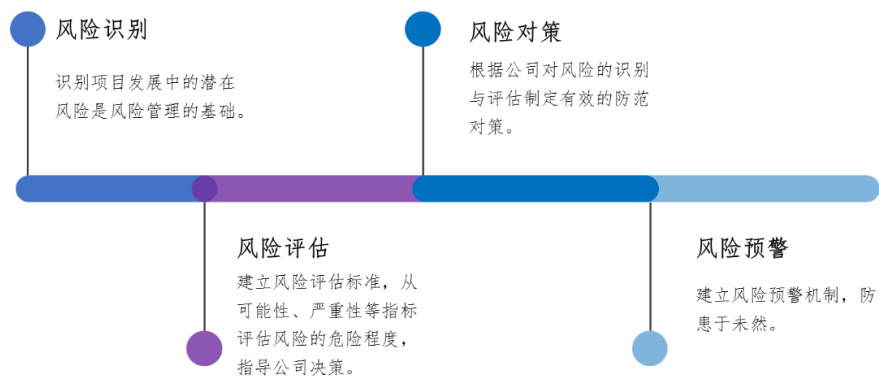 风险识别
识别项目发展中的潜在
风险是风险管理的基础。
风险评估
建立风险评估标准，从
可能性、严重性等指标
评估风险的危险程度，
指导公司决策。
风险对策
根据公司对风险的识别
与评估制定有效的防范
对策。
风险预警
建立风险预警机制，防
患于未然。